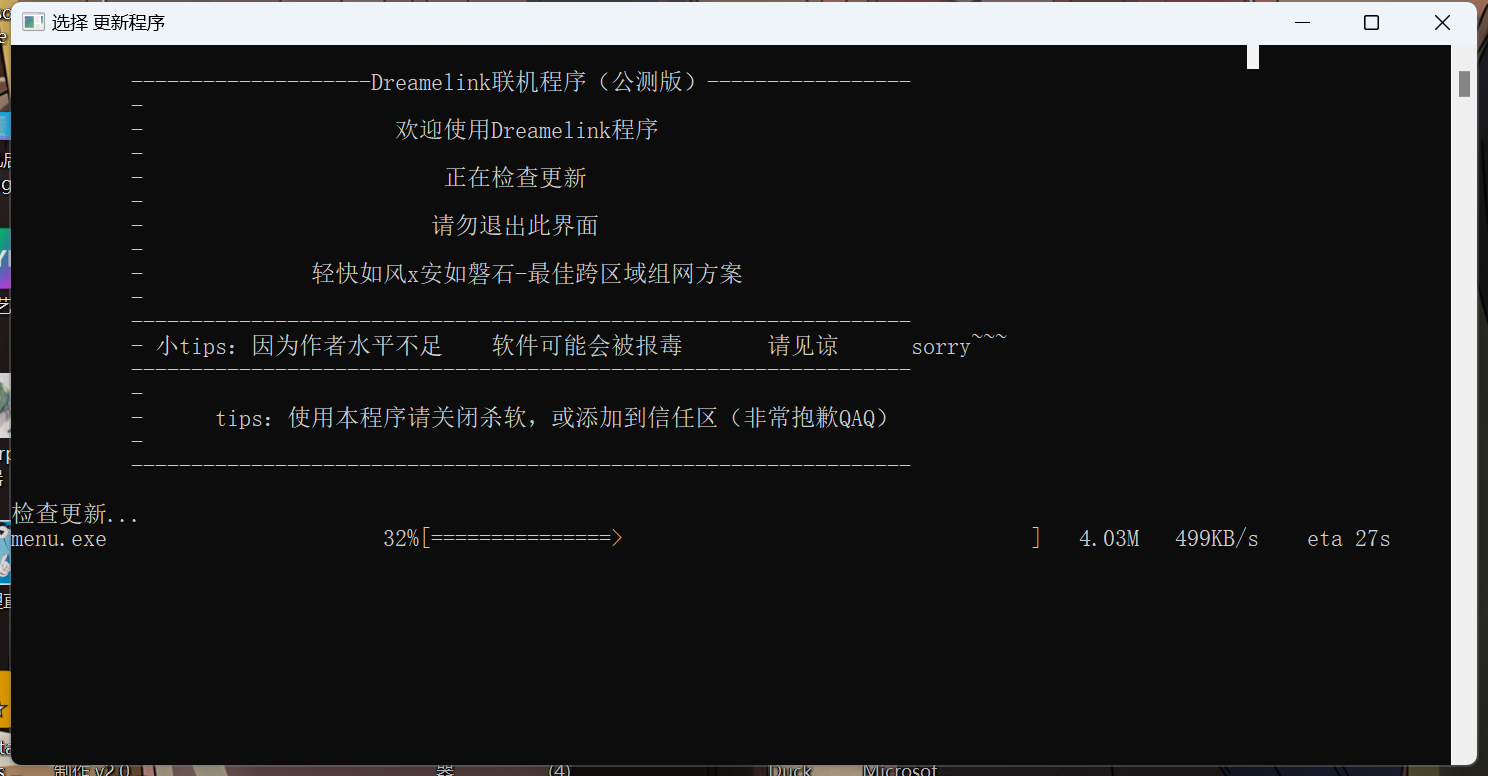 选择 更新程序
--------------------Dreamelink联机程序（公测版）-----------------
-
- 欢迎使用Dreamelink程序
-
- 正在检查更新
-
- 请勿退出此界面
-
- 轻快如风x安如磐石-最佳跨区域组网方案
-
-----------------------------------------------------------------
- 小tips：因为作者水平不足 软件可能会被报毒 请见谅 sorry~~~
-----------------------------------------------------------------
-
- tips：使用本程序请关闭杀软，或添加到信任区（非常抱歉QAQ）
-
-----------------------------------------------------------------
检查更新...
menu.exe 32%[===============> ] 4.03M 499KB/s eta 27s
制作 v2.0
器
(4)
Duck
Microsof